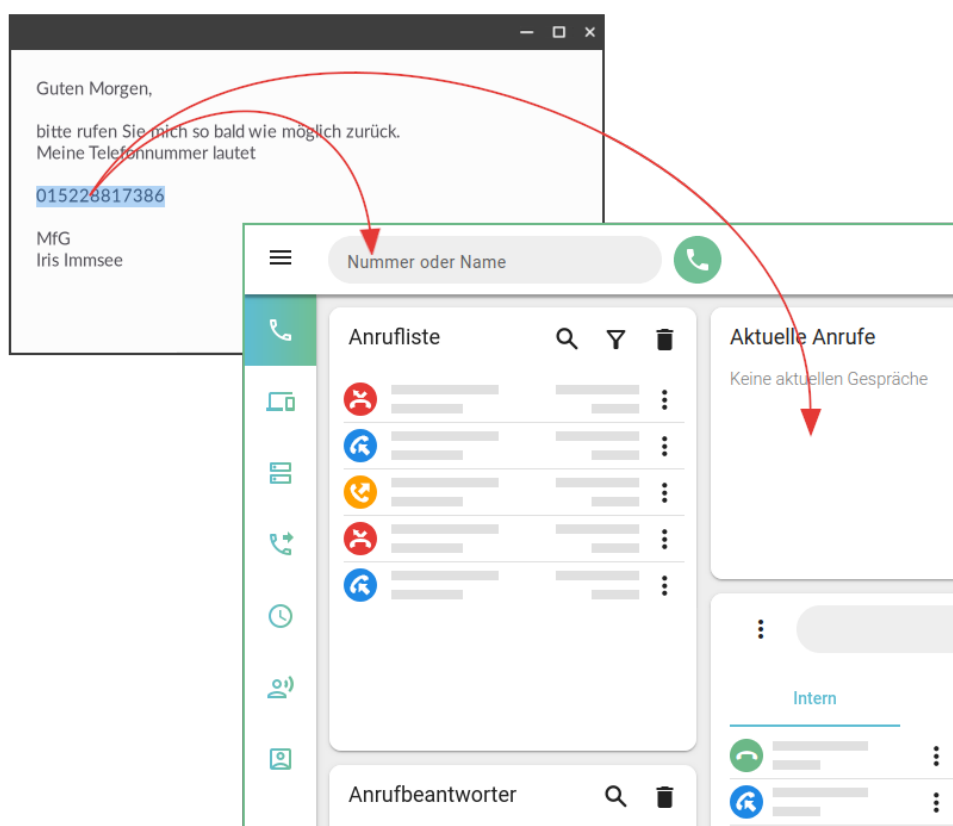 Guten Morgen,
bitte rufen Sie mich so bald wie möglich zurück.
Meine Telefonnummer lautet
015228817386
MfG
Iris Immsee
Nummer oder Name
Anrufliste
Aktuelle Anrufe
Keine aktuellen Gespräche
Intern
Anrufbeantworter